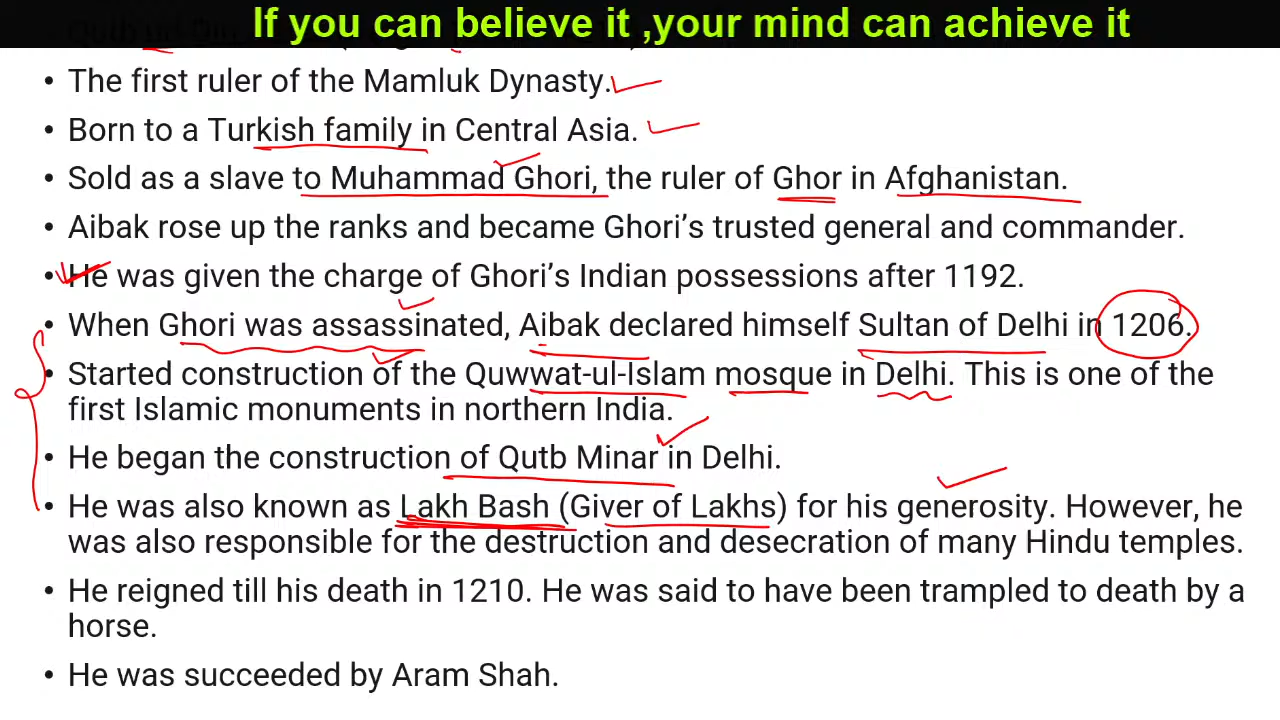 If you can believe it ,your mind can achieve it
• The first ruler of the Mamluk Dynasty.
• Born to a Turkish family in Central Asia.
• Sold as a slave to Muhammad Ghori, the ruler of Ghor in Afghanistan.
• Aibak rose up the ranks and became Ghori’s trusted general and commander.
• He was given the charge of Ghori’s Indian possessions after 1192.
• When Ghori was assassinated, Aibak declared himself Sultan of Delhi in 1206.
• Started construction of the Quwwat-ul-Islam mosque in Delhi. This is one of the
first Islamic monuments in northern India.
• He began the construction of Qutb Minar in Delhi.
• He was also known as Lakh Bash (Giver of Lakhs) for his generosity. However, he
was also responsible for the destruction and desecration of many Hindu temples.
• He reigned till his death in 1210. He was said to have been trampled to death by a
horse.
• He was succeeded by Aram Shah.